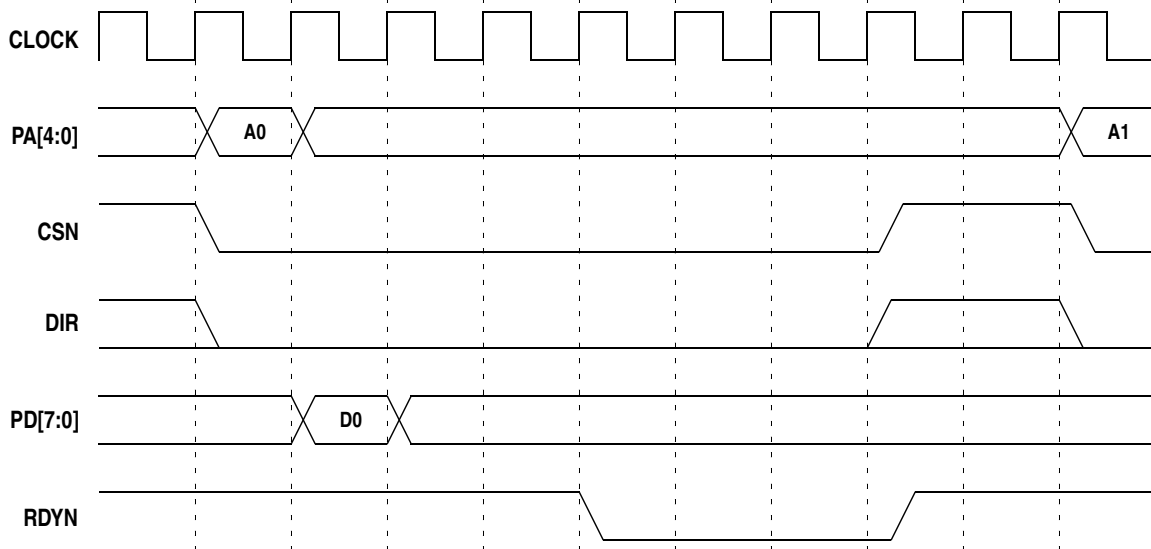 CLOCK
PA[4:0] A0 A1
CSN
DIR
PD[7:0] D0
RDYN